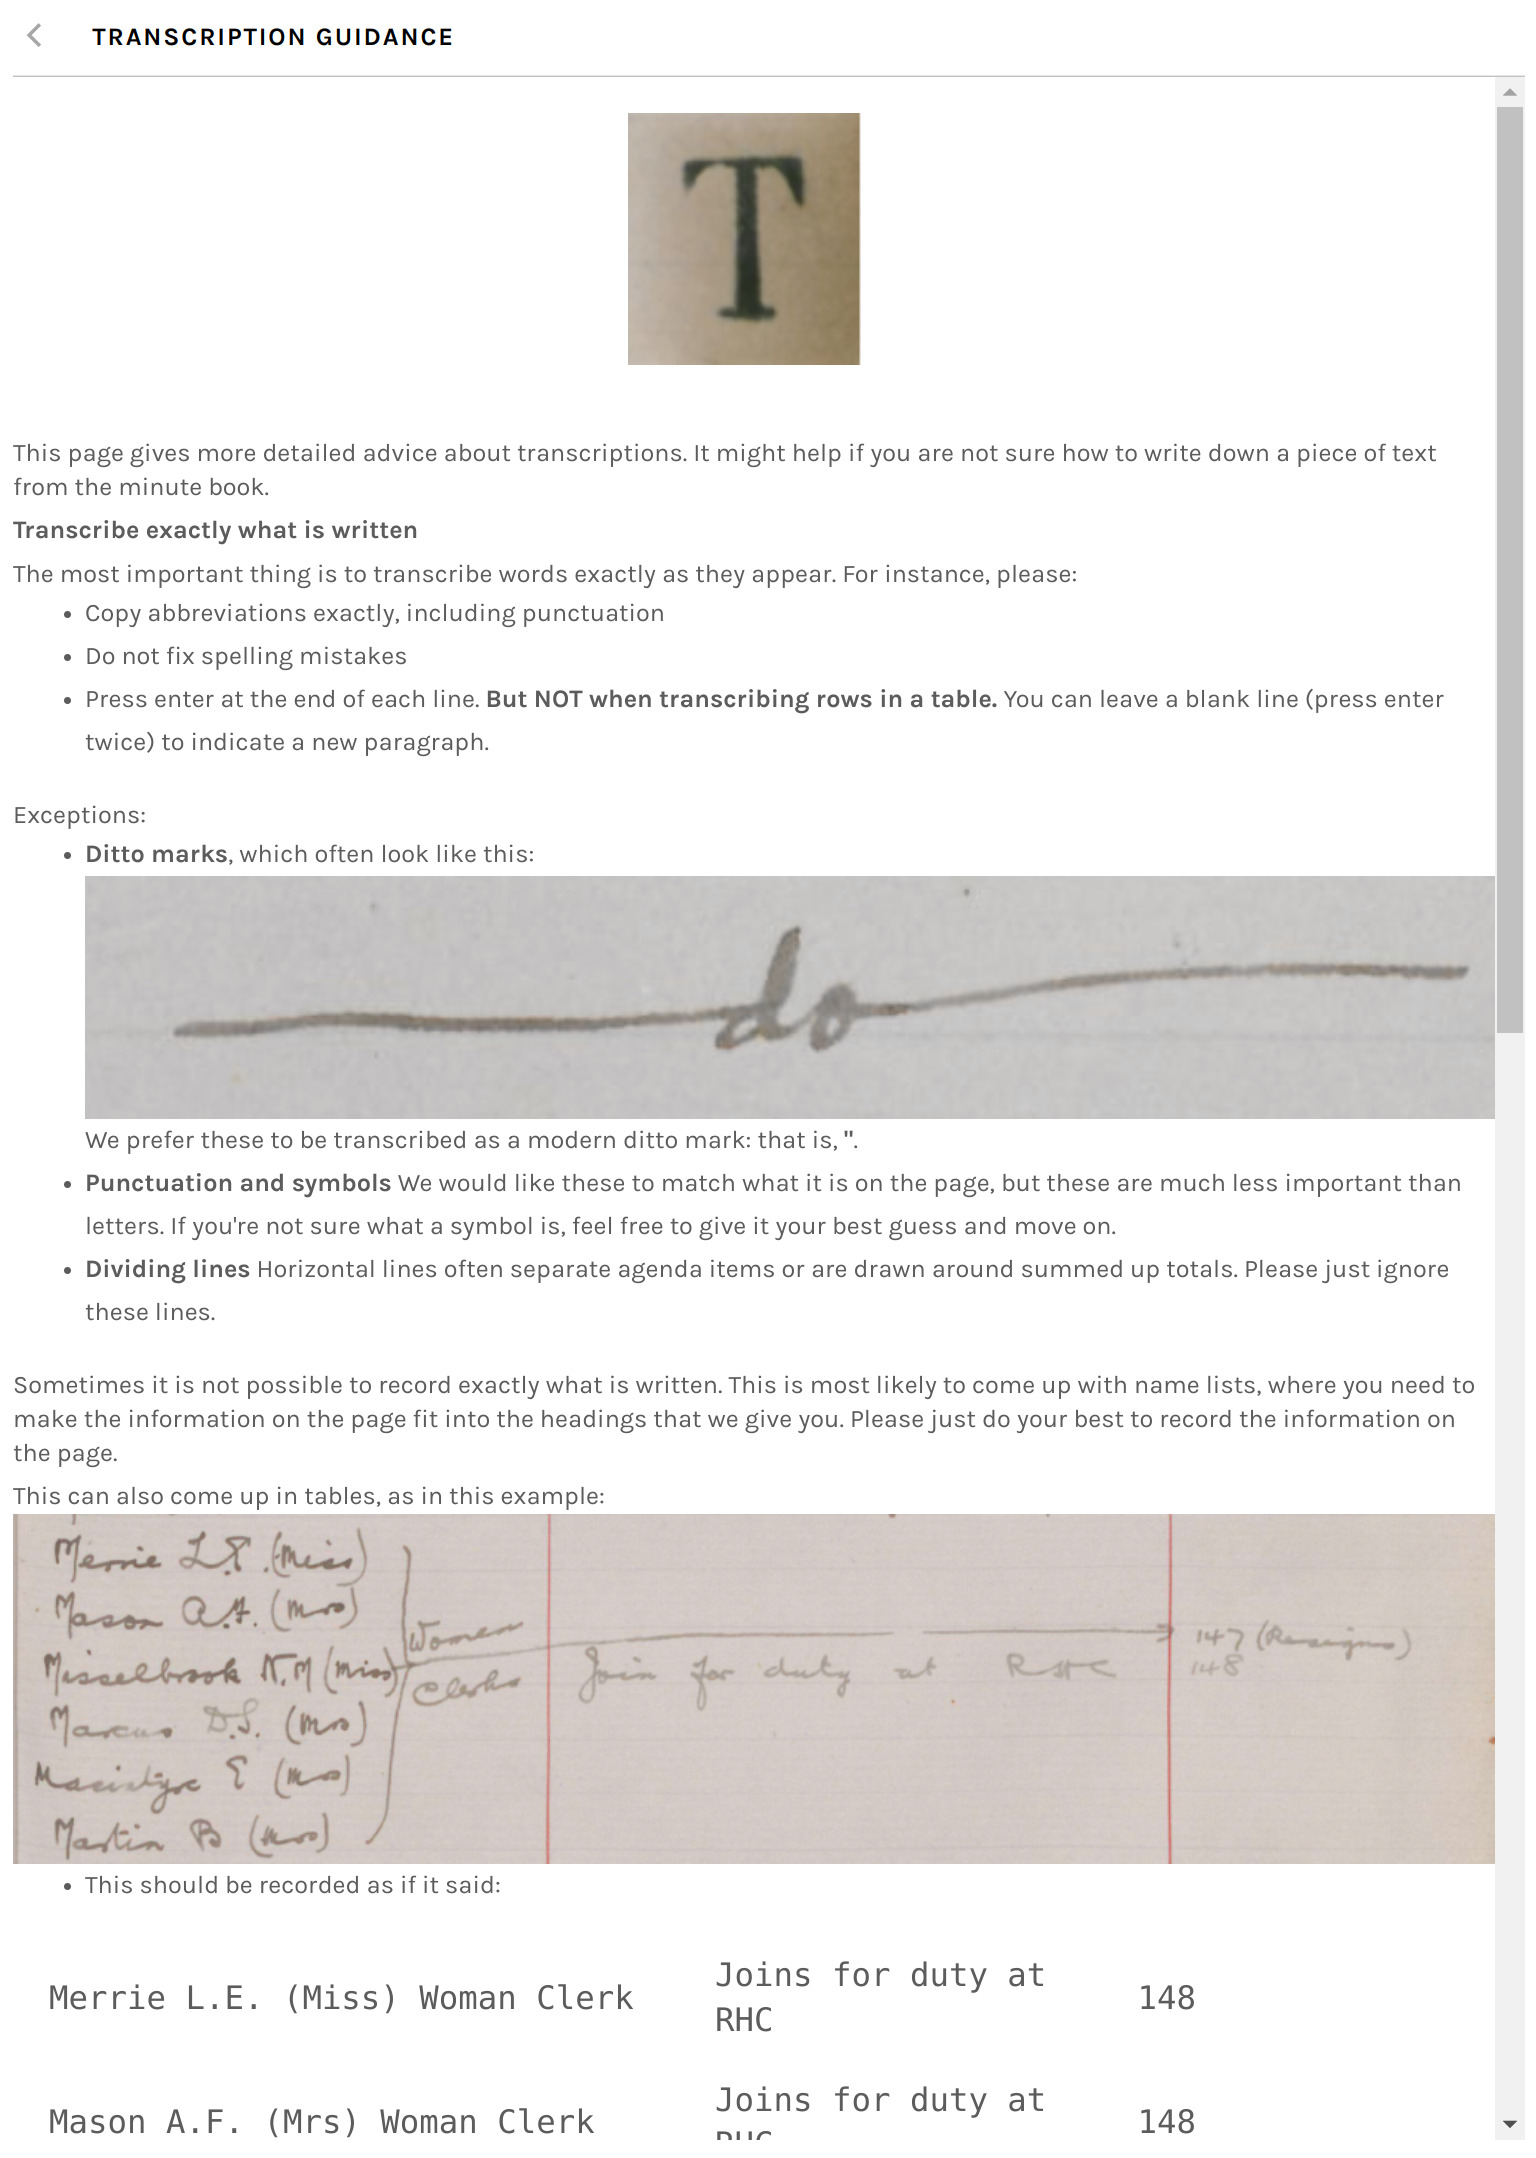 TRANSCRIPTION GUIDANCE
T
This page gives more detailed advice about transcriptions. It might help if you are not sure how to write down a piece of text
from the minute book.
Transcribe exactly what is written
The most important thing is to transcribe words exactly as they appear. For instance, please:
• Copy abbreviations exactly, including punctuation
• Do not fix spelling mistakes
• Press enter at the end of each line. But NOT when transcribing rows in a table. You can leave a blank line (press enter
twice) to indicate a new paragraph.
Exceptions:
• Ditto marks, which often look like this:
do
We prefer these to be transcribed as a modern ditto mark: that is, ".
• Punctuation and symbols We would like these to match what it is on the page, but these are much less important than
letters. If you're not sure what a symbol is, feel free to give it your best guess and move on.
• Dividing lines Horizontal lines often separate agenda items or are drawn around summed up totals. Please just ignore
these lines.
Sometimes it is not possible to record exactly what is written. This is most likely to come up with name lists, where you need to
make the information on the page fit into the headings that we give you. Please just do your best to record the information on
the page.
This can also come up in tables, as in this example:
Merrie L.E. (Miss)
Mason A.F. (Mrs)
Women 147 (Resigns)
Misselbrook N.M (Miss) Join for duty at RHC 148
Clerks
Marcus D.S. (Mrs)
Macintyre E (Mrs)
Martin B (Mrs)
• This should be recorded as if it said:
Merrie L.E. (Miss) Woman Clerk Joins for duty at 148
RHC
Mason A.F. (Mrs) Woman Clerk Joins for duty at 148
RHC